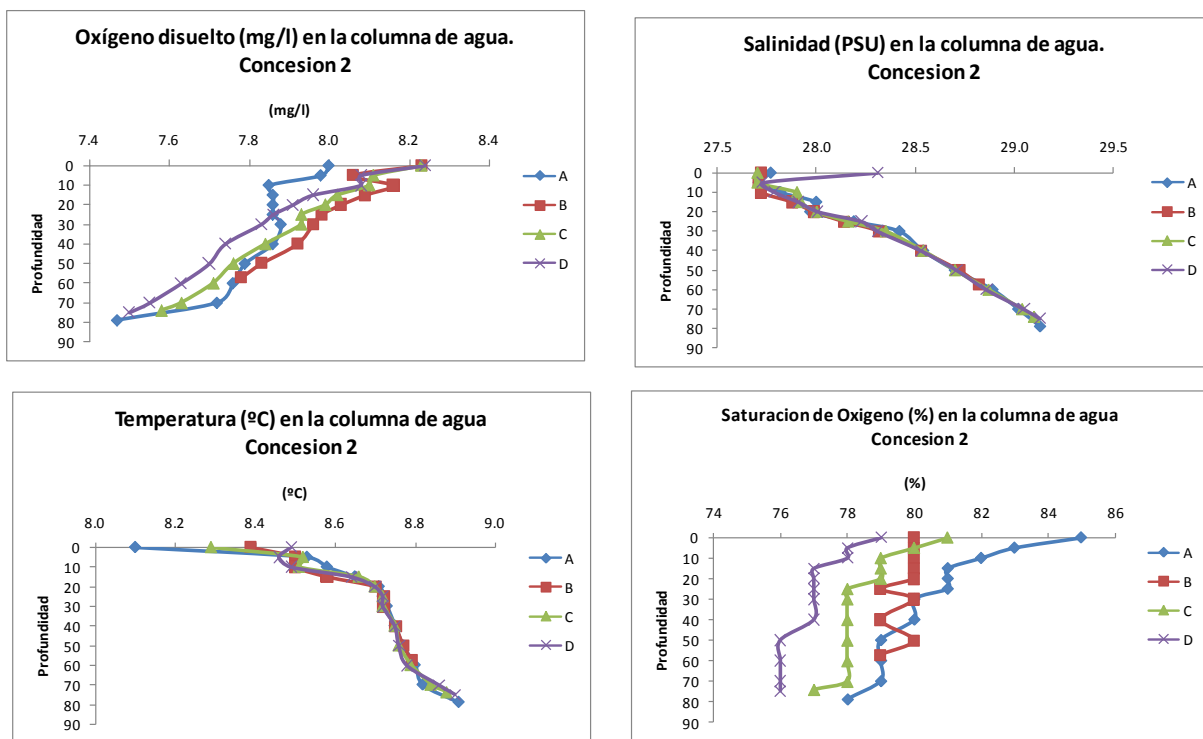 Oxígeno disuelto (mg/l) en la columna de agua.
Concesion 2
(mg/l)
7.4 7.6 7.8 8.0 8.2 8.4
0
10
20
30
40
50
60
70
80
90
Profundidad
A
B
C
D
Salinidad (PSU) en la columna de agua.
Concesion 2
27.5 28.0 28.5 29.0 29.5
0
10
20
30
40
50
60
70
80
90
Profundidad
A
B
C
D
Temperatura (ºC) en la columna de agua
Concesion 2
(ºC)
8.0 8.2 8.4 8.6 8.8 9.0
0
10
20
30
40
50
60
70
80
90
Profundidad
A
B
C
D
Saturacion de Oxigeno (%) en la columna de agua
Concesion 2
(%)
74 76 78 80 82 84 86
0
10
20
30
40
50
60
70
80
90
Profundidad
A
B
C
D